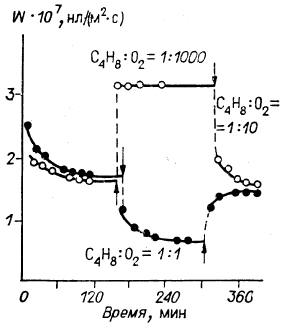 W·10⁷, нл/(м²·с)
C₄H₈:O₂ = 1:1000
3
C₄H₈:O₂ =
= 1:10
2
1
C₄H₈:O₂ = 1:1
0 120 240 360
Время, мин